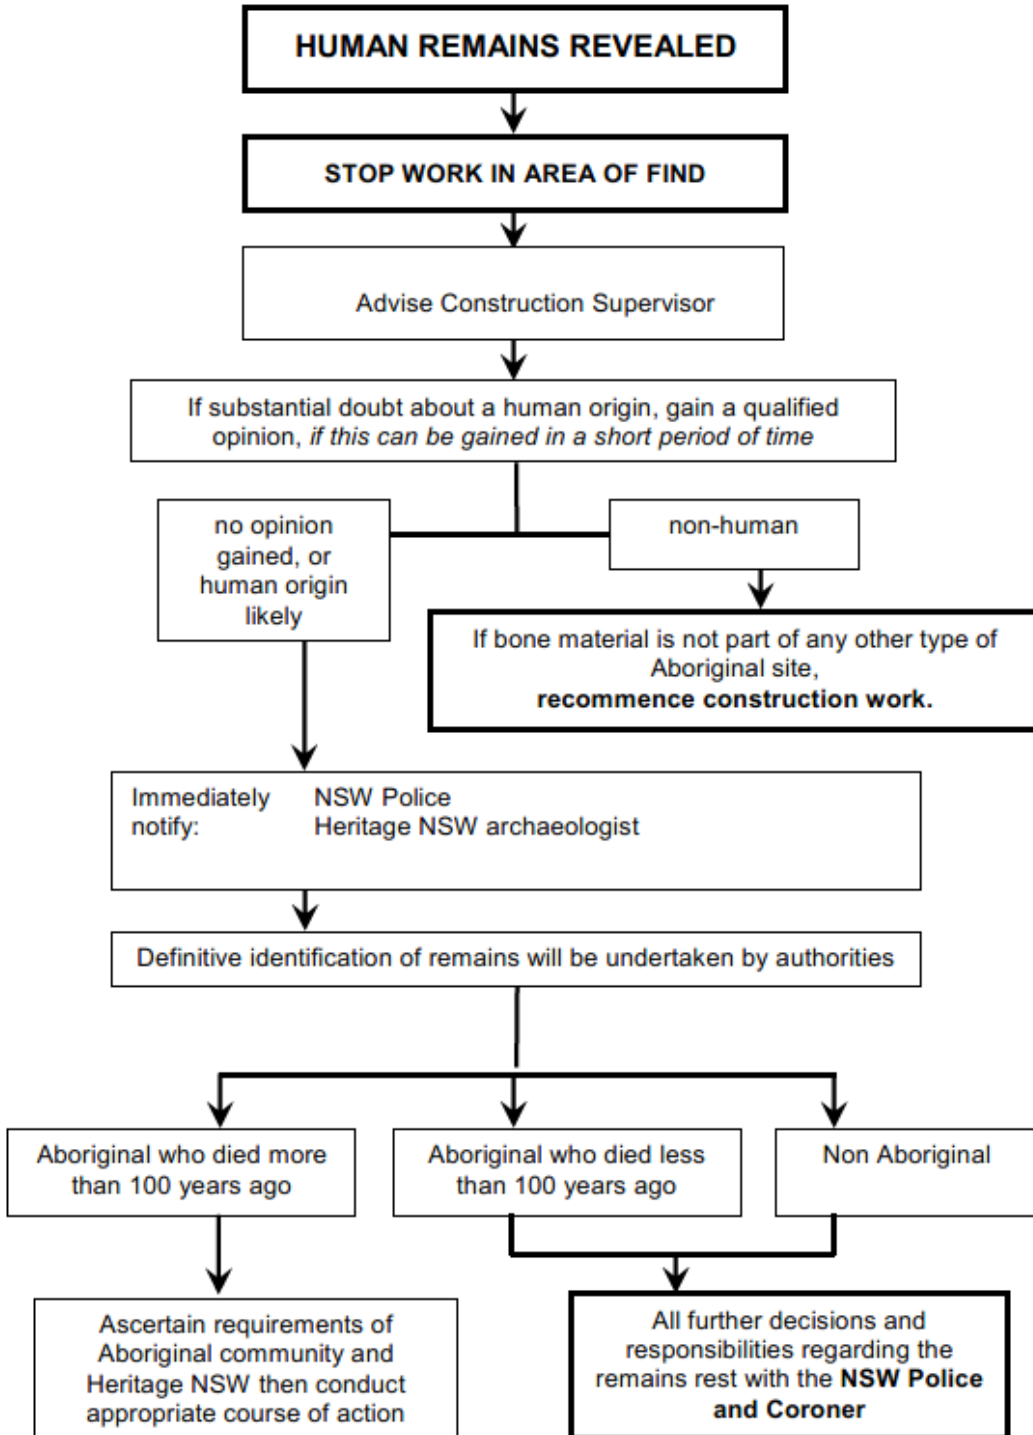 HUMAN REMAINS REVEALED
STOP WORK IN AREA OF FIND
Advise Construction Supervisor
If substantial doubt about a human origin, gain a qualified
opinion, if this can be gained in a short period of time
no opinion
gained, or
human origin
likely
non-human
If bone material is not part of any other type of
Aboriginal site,
recommence construction work.
Immediately notify: NSW Police
Heritage NSW archaeologist
Definitive identification of remains will be undertaken by authorities
Aboriginal who died more
than 100 years ago
Aboriginal who died less
than 100 years ago
Non Aboriginal
Ascertain requirements of
Aboriginal community and
Heritage NSW then conduct
appropriate course of action
All further decisions and
responsibilities regarding the
remains rest with the NSW Police
and Coroner